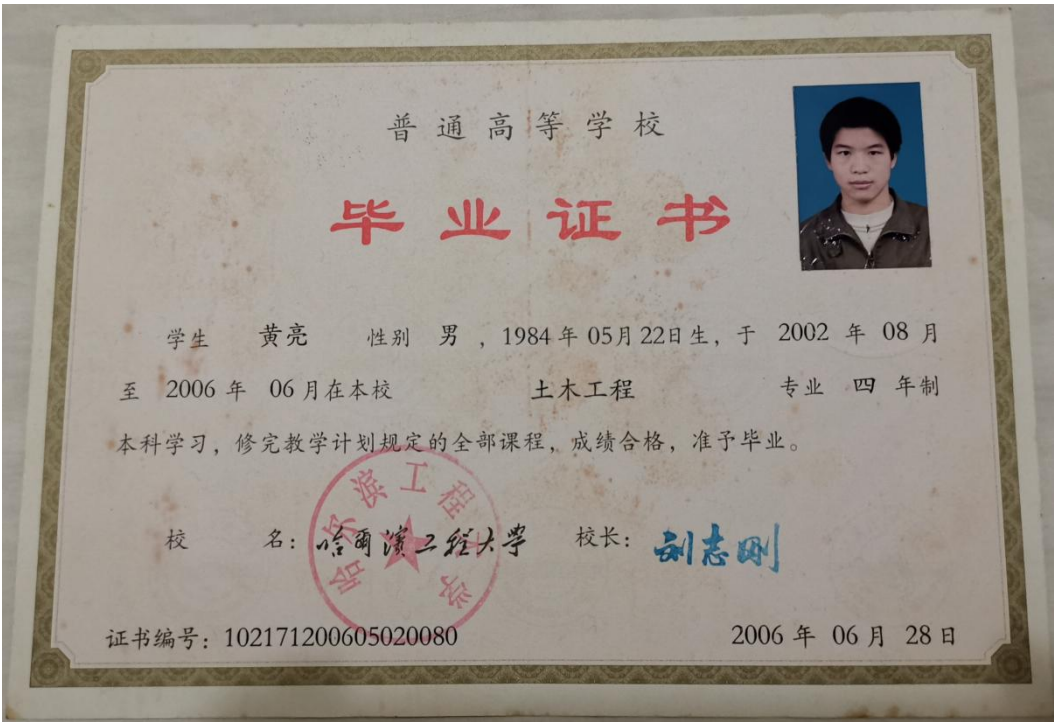 普通高等学校
毕业证书
学生 黄亮 性别 男 ，1984 年 05月 22日生，于 2002 年 08 月
至 2006 年 06 月在本校 土木工程 专业 四 年制
本科学习，修完教学计划规定的全部课程，成绩合格，准予毕业。
校 名：哈尔滨工程大学 校长：刘志刚
哈尔滨工程大学
证书编号：102171200605020080 2006 年 06 月 28 日